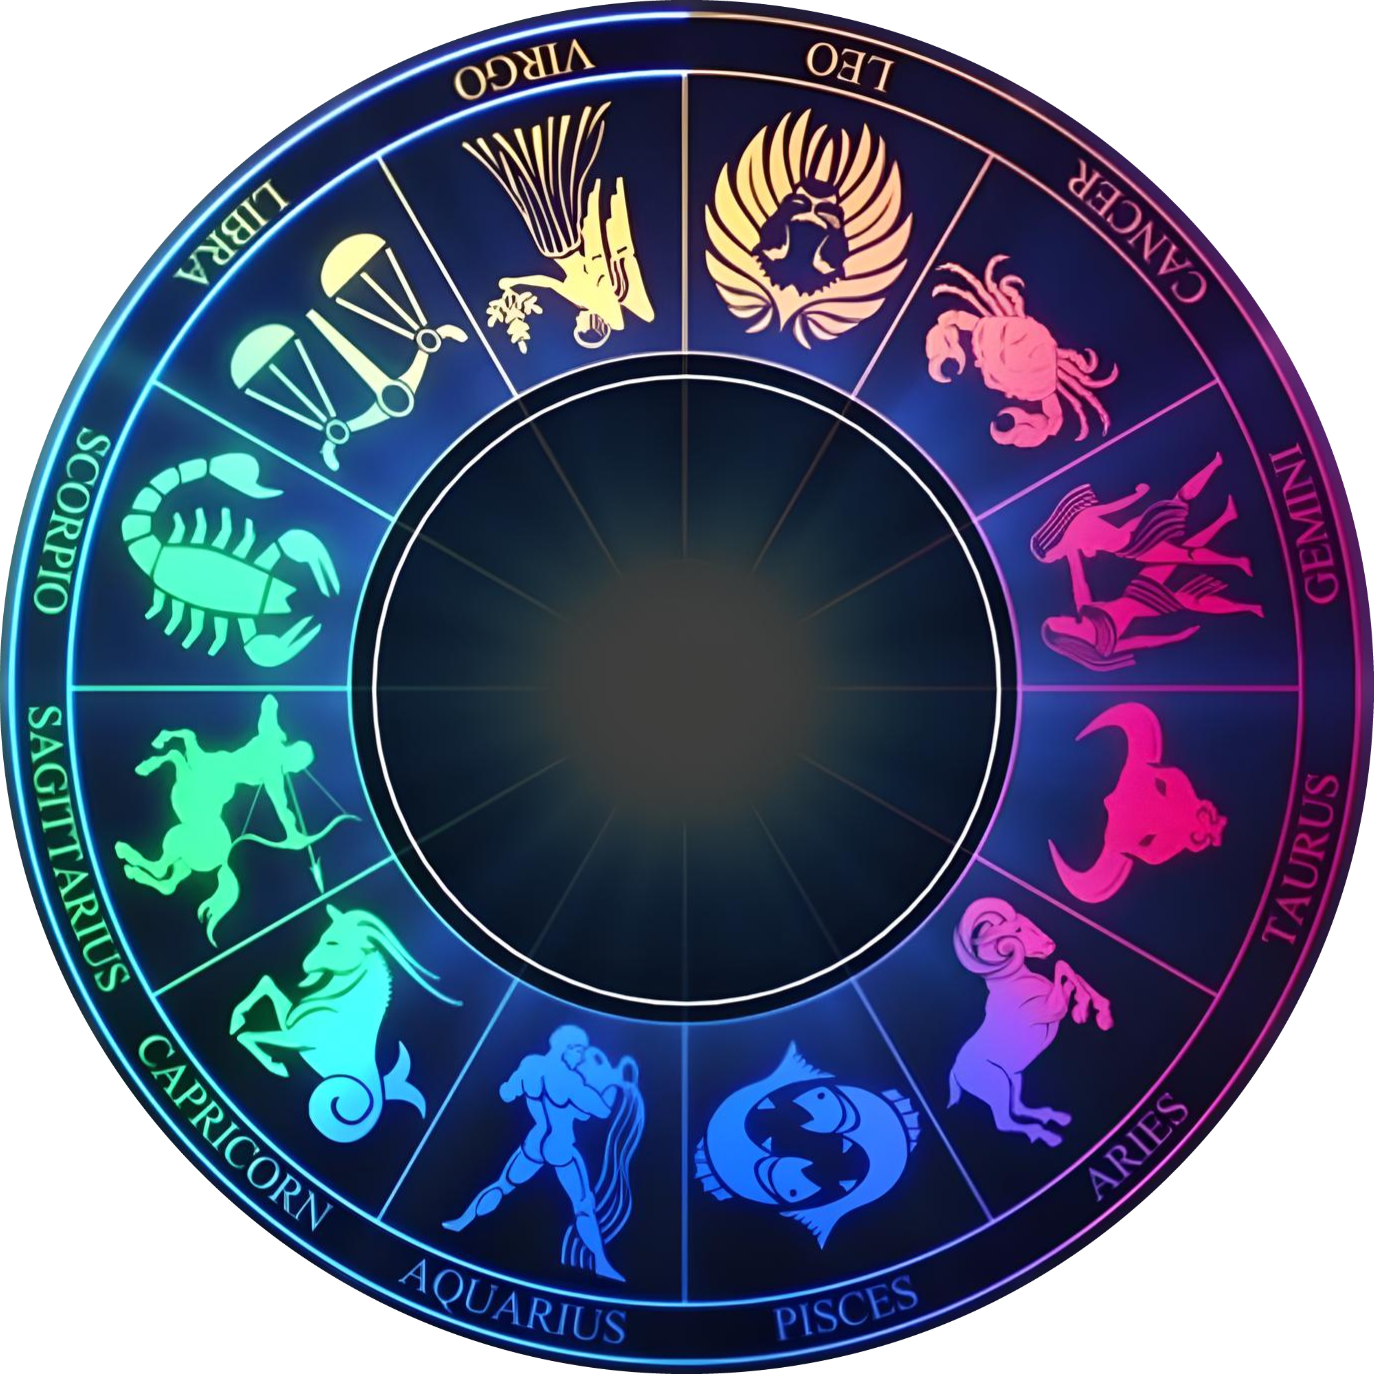 ARIES
TAURUS
GEMINI
CANCER
LEO
VIRGO
LIBRA
SCORPIO
SAGITTARIUS
CAPRICORN
AQUARIUS
PISCES